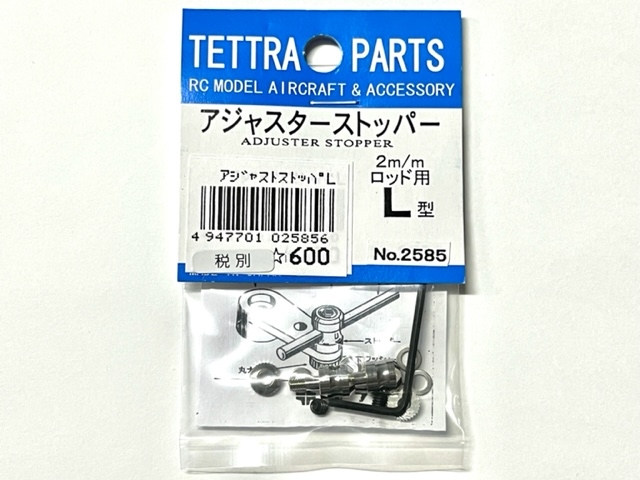 TETTRA PARTS
RC MODEL AIRCRAFT & ACCESSORY
アジャスターストッパー
ADJUSTER STOPPER
2m/m
ロッド用
L型
No.2585
アジャストストッパ°L
4 947701 025856
税別 ☆600